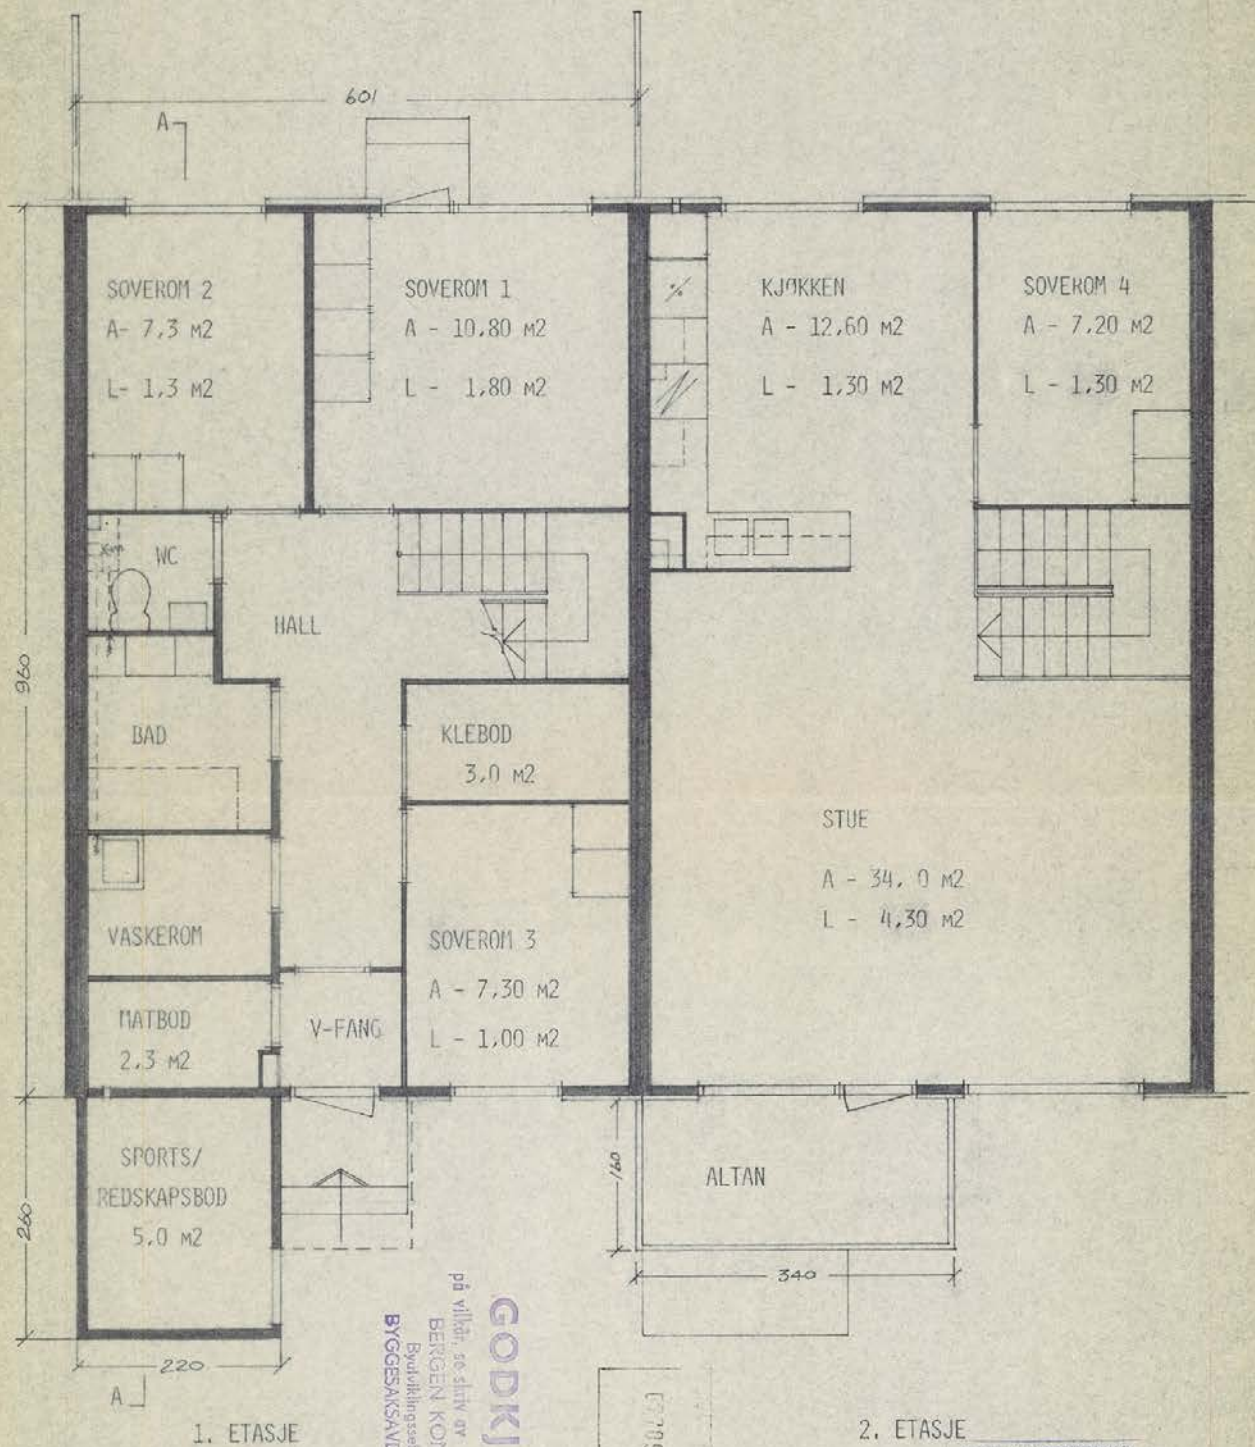 601
A
SOVEROM 2
A- 7,3 M2
L- 1,3 M2
SOVEROM 1
A - 10,80 M2
L - 1,80 M2
KJØKKEN
A - 12,60 M2
L - 1,30 M2
SOVEROM 4
A - 7,20 M2
L - 1,30 M2
WC
HALL
960
BAD
KLEBOD
3,0 M2
STUE
A - 34, 0 M2
L - 4,30 M2
VASKEROM
SOVEROM 3
A - 7,30 M2
L - 1,00 M2
MATBOD
2,3 M2
V-FANG
SPORTS/
REDSKAPSBOD
5,0 M2
260
160
ALTAN
340
220
A
GODKJ
på vilkår, se skriv av
BERGEN KOM
Byutviklingssek
BYGGESAKSAVD
1. ETASJE
2. ETASJE